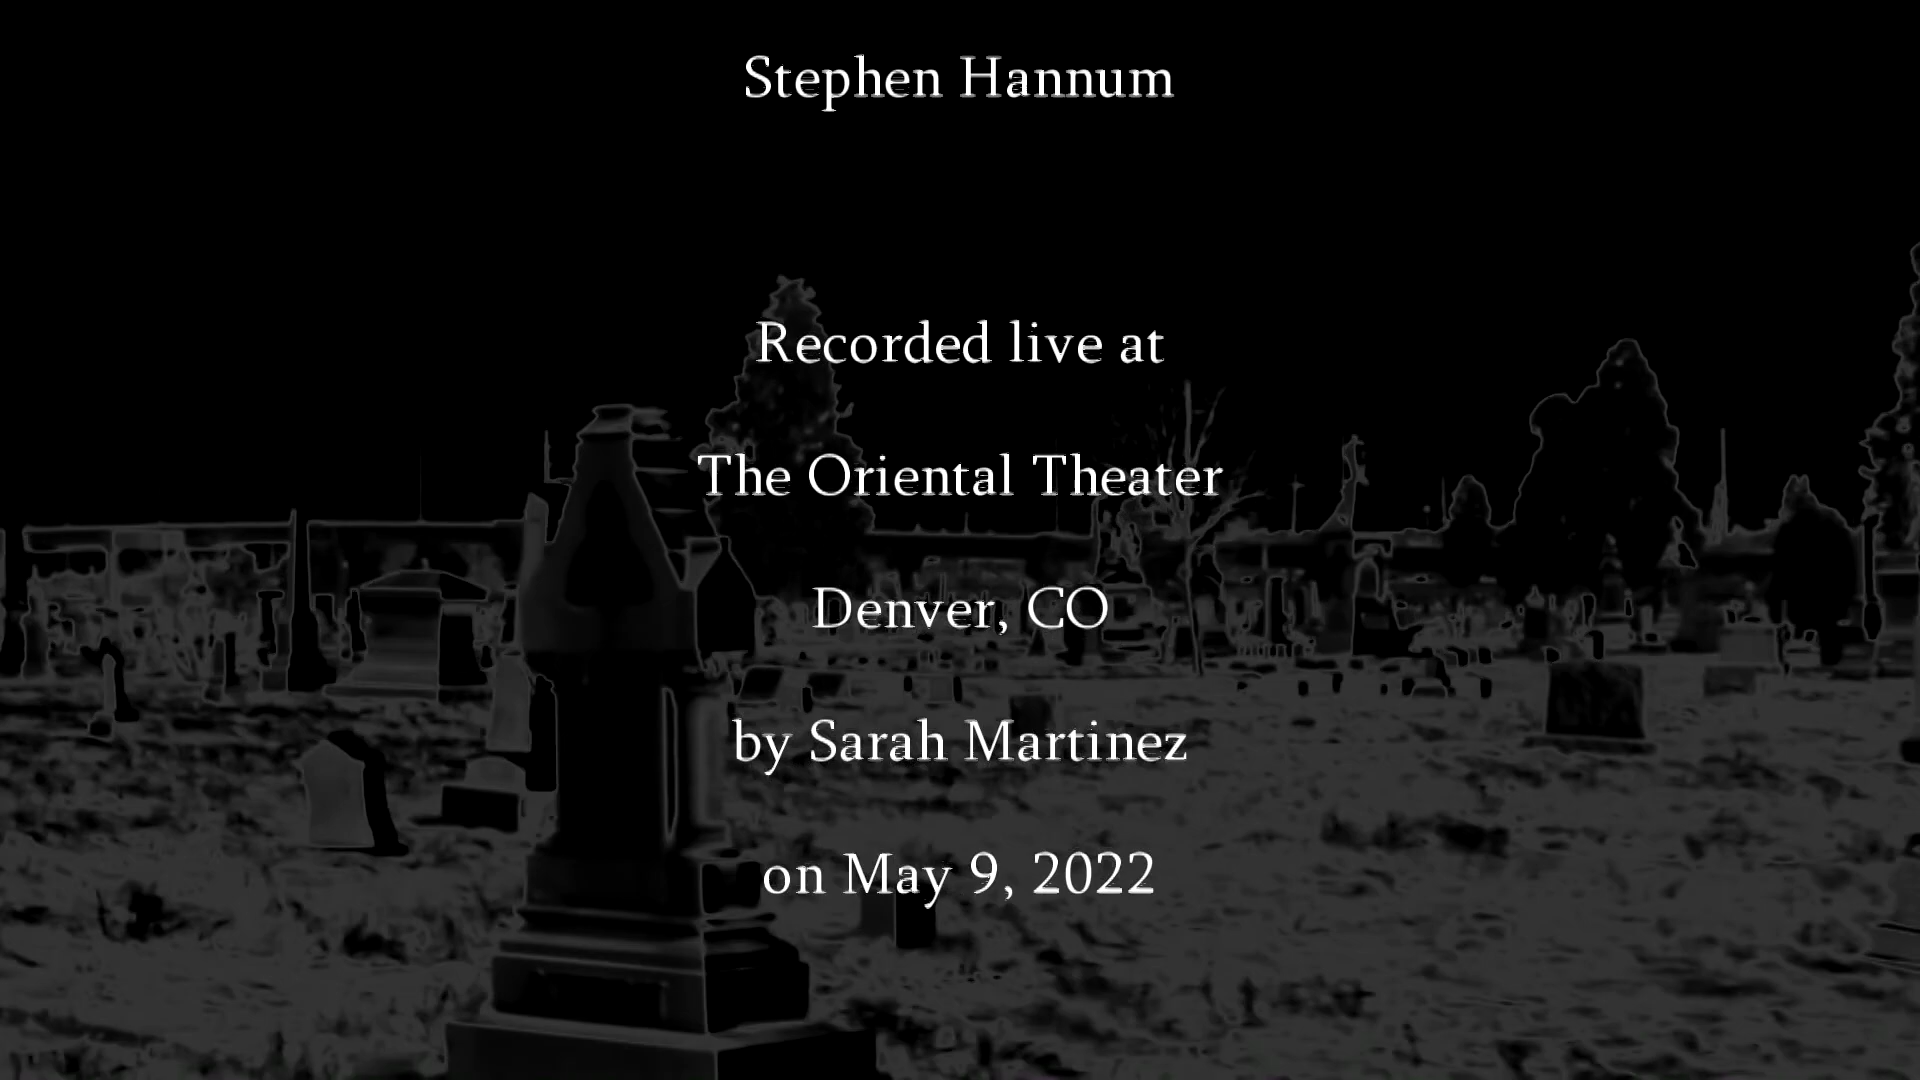 Stephen Hannum
Recorded live at
The Oriental Theater
Denver, CO
by Sarah Martinez
on May 9, 2022